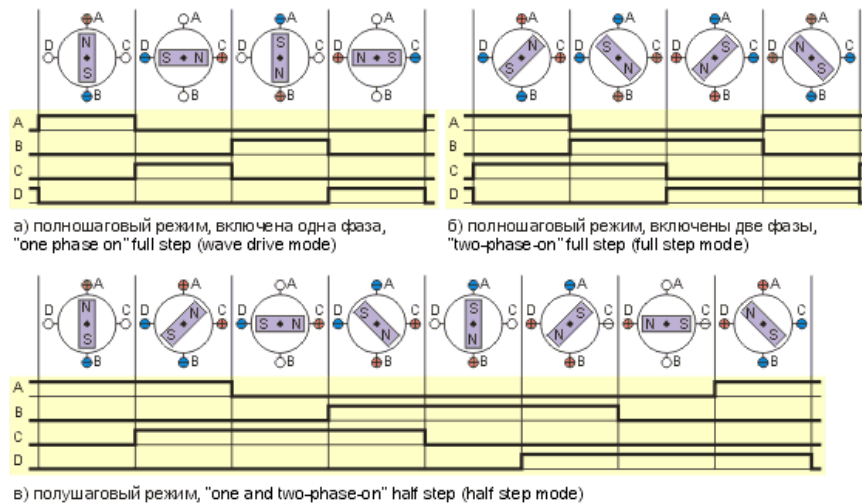 A A A A
D N S C D S N C D S N C D N S C
B B B B
A
B
C
D
а) полношаговый режим, включена одна фаза,
"one phase on" full step (wave drive mode)
A A A A
D N S C D S N C D N S C D N S C
B B B B
A
B
C
D
б) полношаговый режим, включены две фазы,
"two-phase-on" full step (full step mode)
A A A A A A A A
D N S C D N S C D S N C D S N C D S N C D S N C D N S C D N S C
B B B B B B B B
A
B
C
D
в) полушаговый режим, "one and two-phase-on" half step (half step mode)